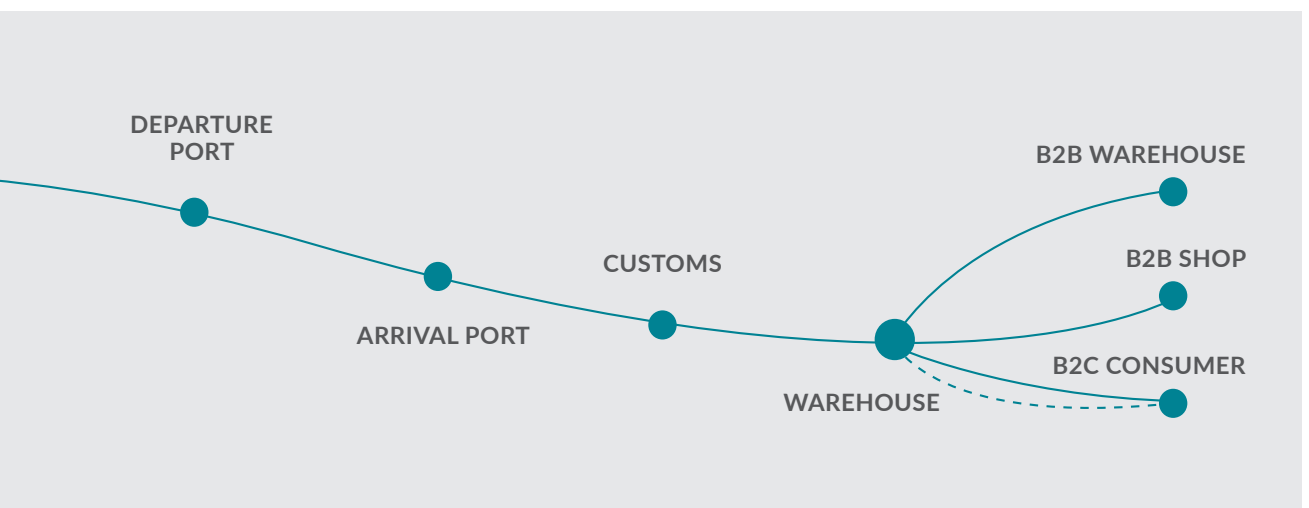 DEPARTURE
PORT
ARRIVAL PORT
CUSTOMS
WAREHOUSE
B2B WAREHOUSE
B2B SHOP
B2C CONSUMER